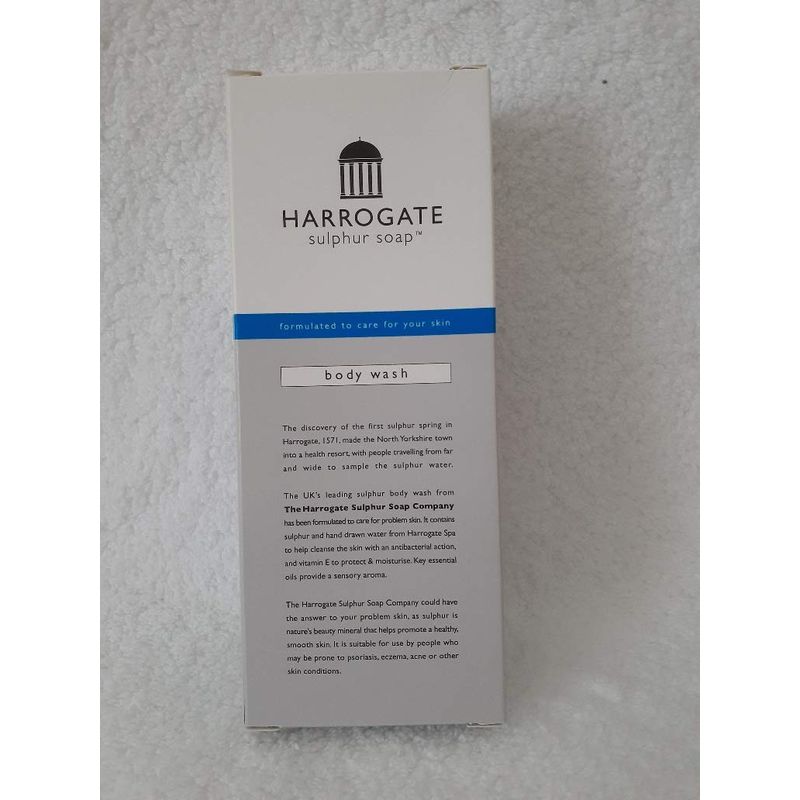 HARROGATE
sulphur soap™
formulated to care for your skin
body wash
The discovery of the first sulphur spring in
Harrogate, 1571, made the North Yorkshire town
into a health resort, with people travelling from far
and wide to sample the sulphur water.
The UK's leading sulphur body wash from
The Harrogate Sulphur Soap Company
has been formulated to care for problem skin. It contains
sulphur and hand drawn water from Harrogate Spa
to help cleanse the skin with an antibacterial action,
and vitamin E to protect & moisturise. Key essential
oils provide a sensory aroma.
The Harrogate Sulphur Soap Company could have
the answer to your problem skin, as sulphur is
nature's beauty mineral that helps promote a healthy,
smooth skin. It is suitable for use by people who
may be prone to psoriasis, eczema, acne or other
skin conditions.